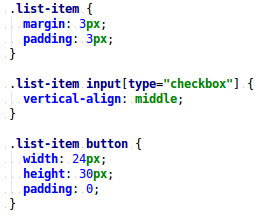 .list-item {
  margin: 3px;
  padding: 3px;
}

.list-item input[type="checkbox"] {
  vertical-align: middle;
}

.list-item button {
  width: 24px;
  height: 30px;
  padding: 0;
}